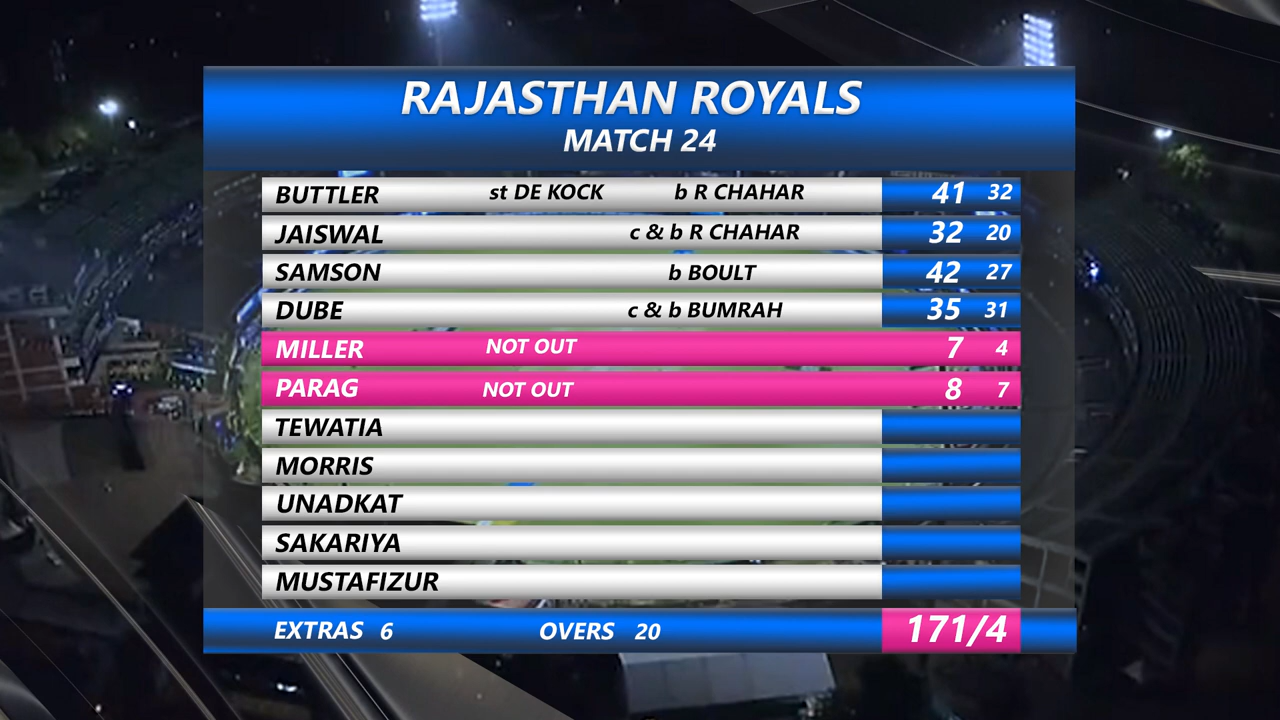 RAJASTHAN ROYALS
MATCH 24
BUTTLER st DE KOCK b R CHAHAR 41 32
JAISWAL c & b R CHAHAR 32 20
SAMSON b BOULT 42 27
DUBE c & b BUMRAH 35 31
MILLER NOT OUT 7 4
PARAG NOT OUT 8 7
TEWATIA
MORRIS
UNADKAT
SAKARIYA
MUSTAFIZUR
EXTRAS 6 OVERS 20 171/4